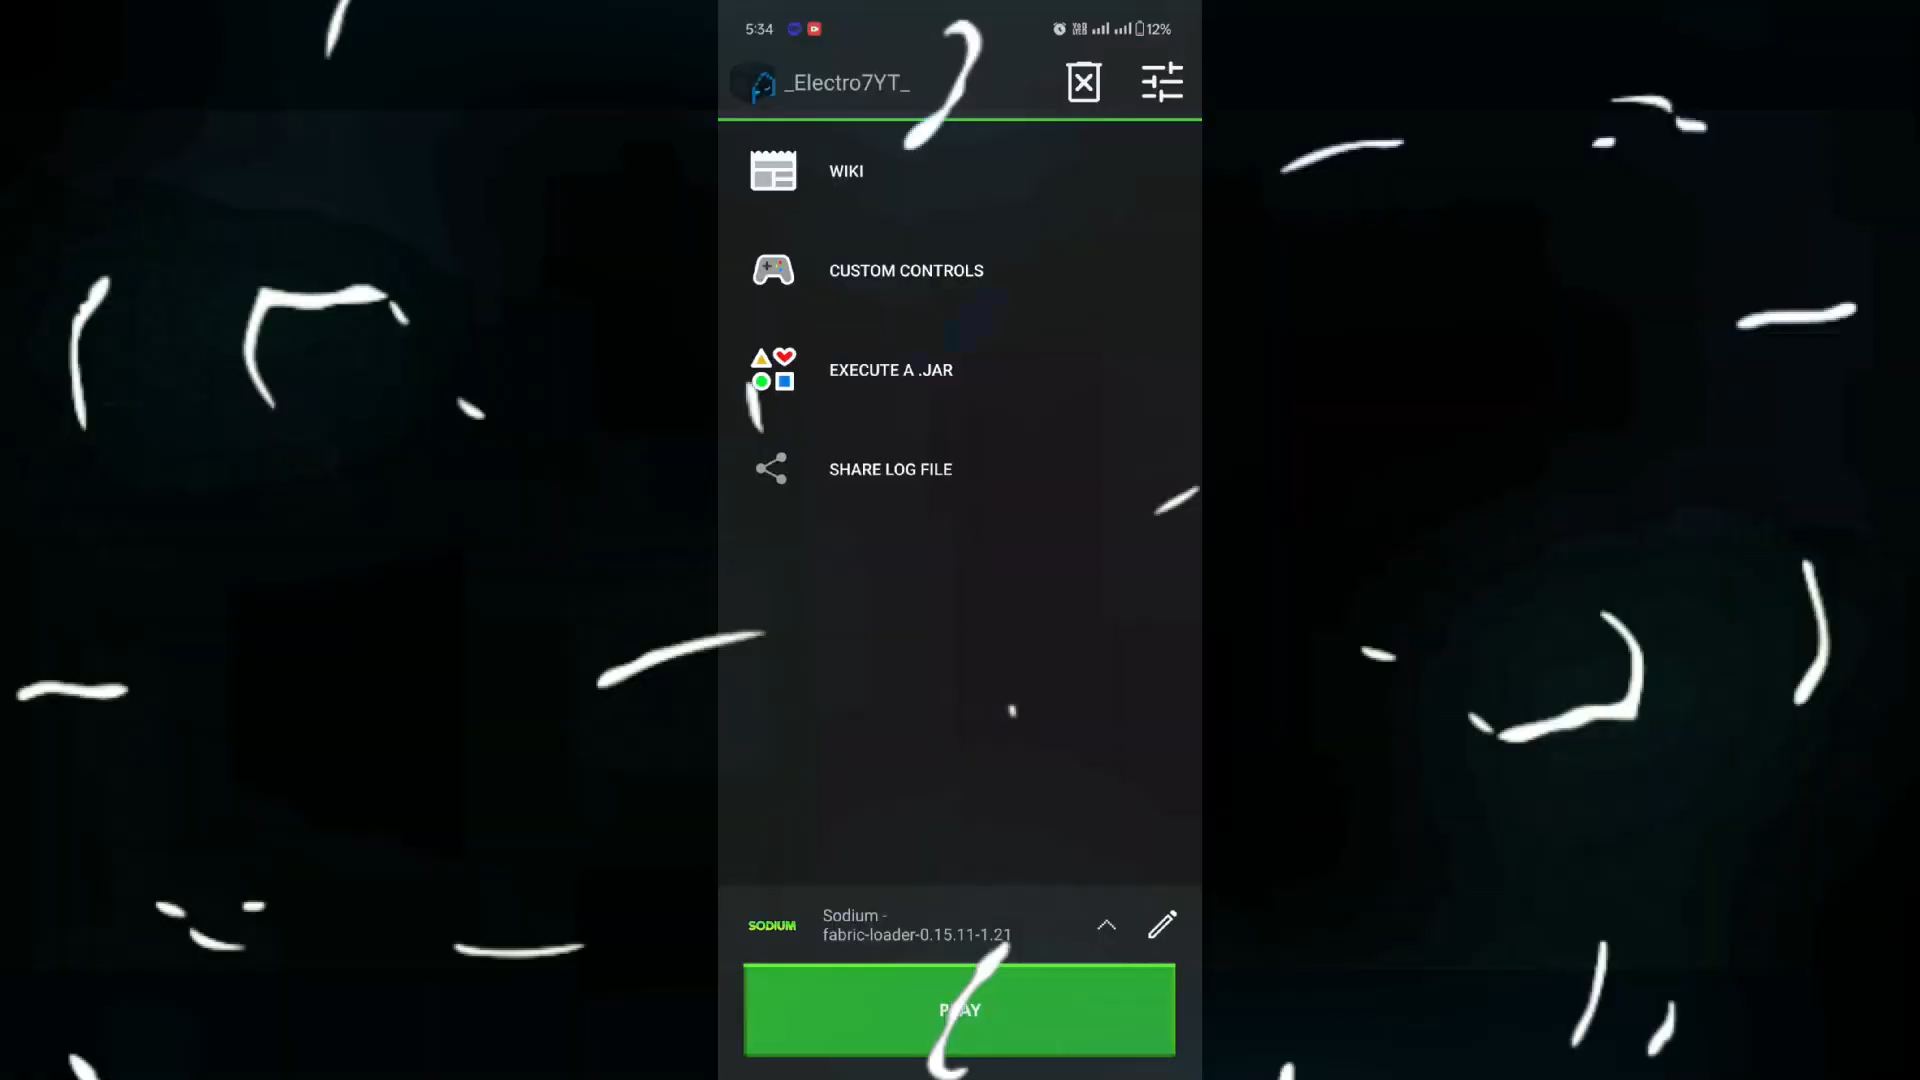 5:34
12%
_Electro7YT_
WIKI
CUSTOM CONTROLS
EXECUTE A .JAR
SHARE LOG FILE
SODIUM
Sodium -
fabric-loader-0.15.11-1.21
PLAY